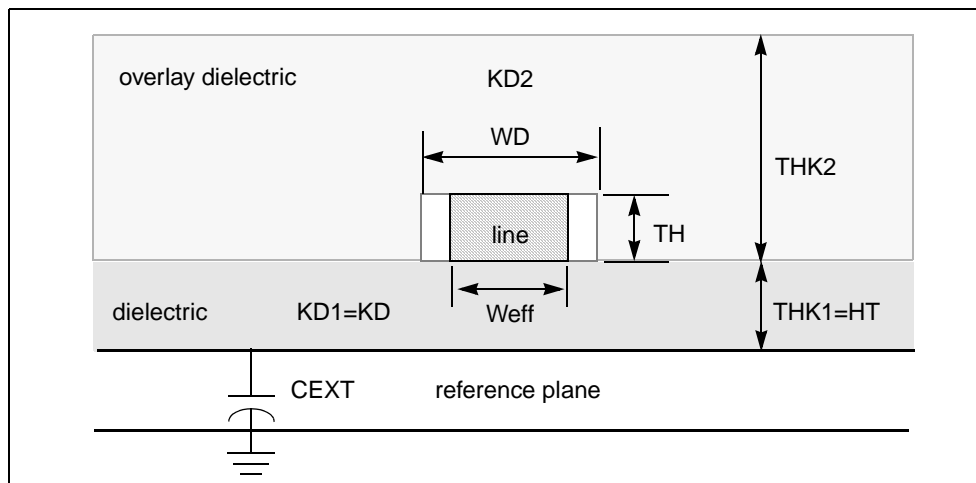 overlay dielectric KD2
WD
THK2
line TH
dielectric KD1=KD Weff THK1=HT
CEXT reference plane